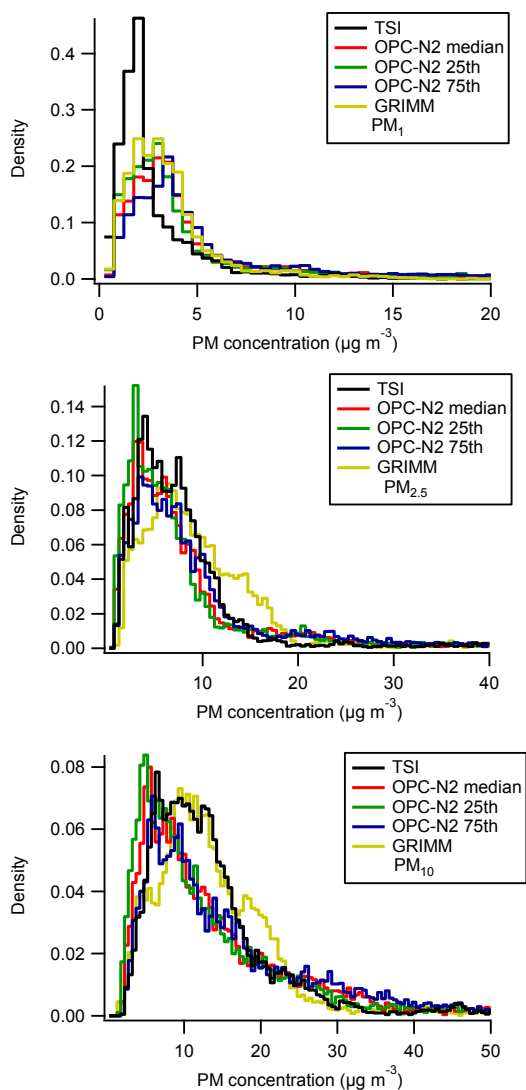 TSI
OPC-N2 median
OPC-N2 25th
OPC-N2 75th
GRIMM
PM₁
Density
0.4
0.3
0.2
0.1
0.0
0 5 10 15 20
PM concentration (µg m⁻³)
TSI
OPC-N2 median
OPC-N2 25th
OPC-N2 75th
GRIMM
PM₂.₅
Density
0.14
0.12
0.10
0.08
0.06
0.04
0.02
0.00
10 20 30 40
PM concentration (µg m⁻³)
TSI
OPC-N2 median
OPC-N2 25th
OPC-N2 75th
GRIMM
PM₁₀
Density
0.08
0.06
0.04
0.02
0.00
10 20 30 40 50
PM concentration (µg m⁻³)